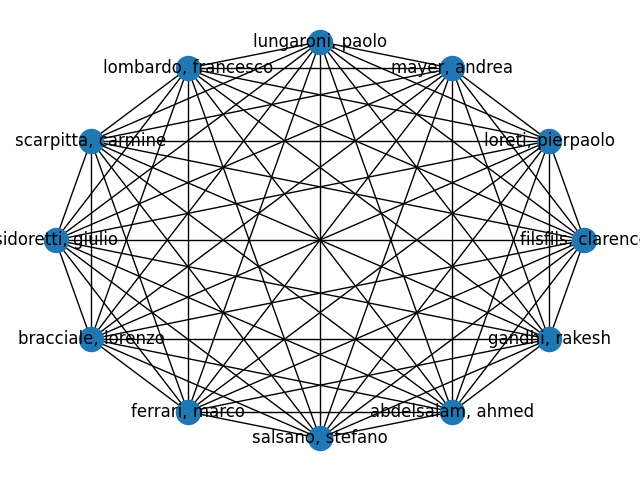 lungaroni, paolo
lombardo, francesco
mayer, andrea
scarpitta, carmine
loreti, pierpaolo
sidoretti, giulio
filsfils, clarence
bracciale, lorenzo
gandhi, rakesh
ferrari, marco
abdelsalam, ahmed
salsano, stefano